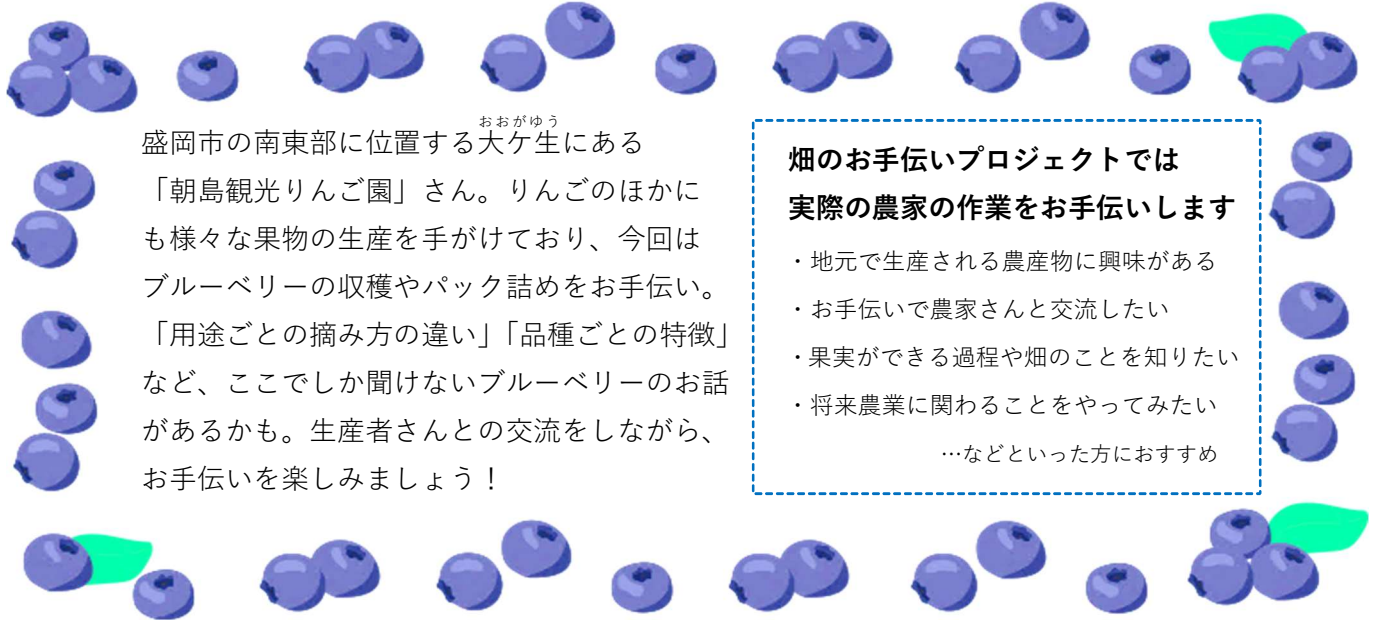 おおがゆう
盛岡市の南東部に位置する大ケ生にある
「朝島観光りんご園」さん。りんごのほかに
も様々な果物の生産を手がけており、今回は
ブルーベリーの収穫やパック詰めをお手伝い。
「用途ごとの摘み方の違い」「品種ごとの特徴」
など、ここでしか聞けないブルーベリーのお話
があるかも。生産者さんとの交流をしながら、
お手伝いを楽しみましょう！
畑のお手伝いプロジェクトでは
実際の農家の作業をお手伝いします
・地元で生産される農産物に興味がある
・お手伝いで農家さんと交流したい
・果実ができる過程や畑のことを知りたい
・将来農業に関わることをやってみたい
…などといった方におすすめ